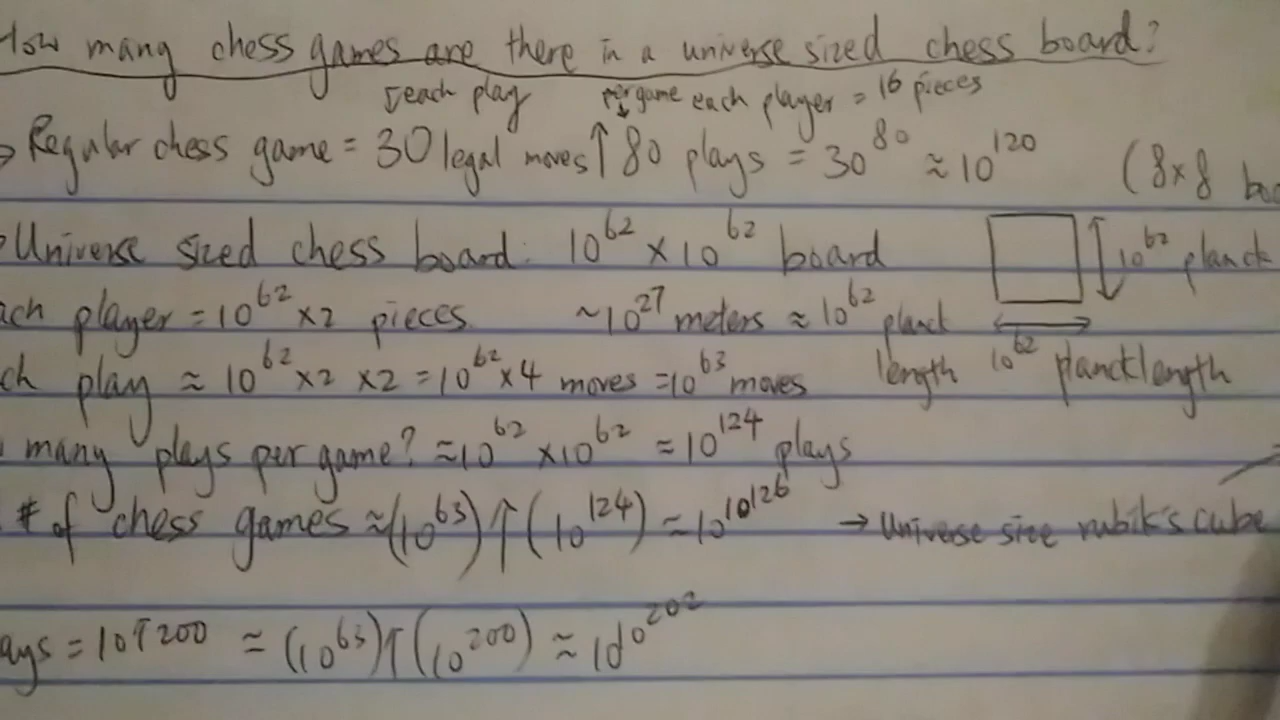 How many chess games are there in a universe sized chess board?
each play per game each player = 16 pieces
Regular chess game = 30 legal moves ↑ 80 plays = 30^80 ≈ 10^120 (8x8 boa
Universe sized chess board: 10^62 x 10^62 board 10^62 planck
ach player = 10^62 x2 pieces ~10^27 meters ≈ 10^62 planck length 10^62 planck length
ch play ≈ 10^62 x2 x2 = 10^62 x4 moves = 10^63 moves
many plays per game? ≈ 10^62 x 10^62 ≈ 10^124 plays
# of chess games ≈ (10^63)↑(10^124) ≈ 10^10^126 → Universe size rubik's cube
ays = 10↑200 ≈ (10^63)↑(10^200) ≈ 10^10^202